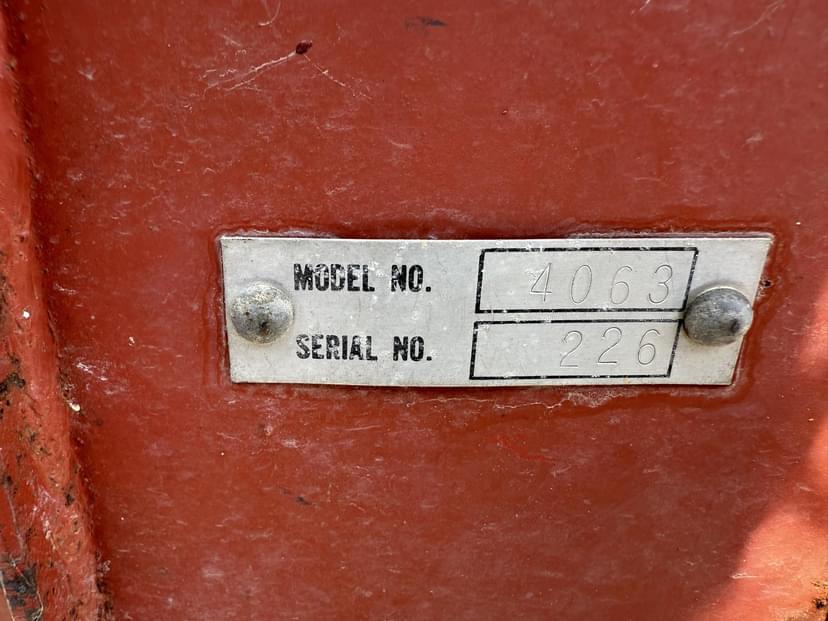 MODEL NO. 4063
SERIAL NO. 226